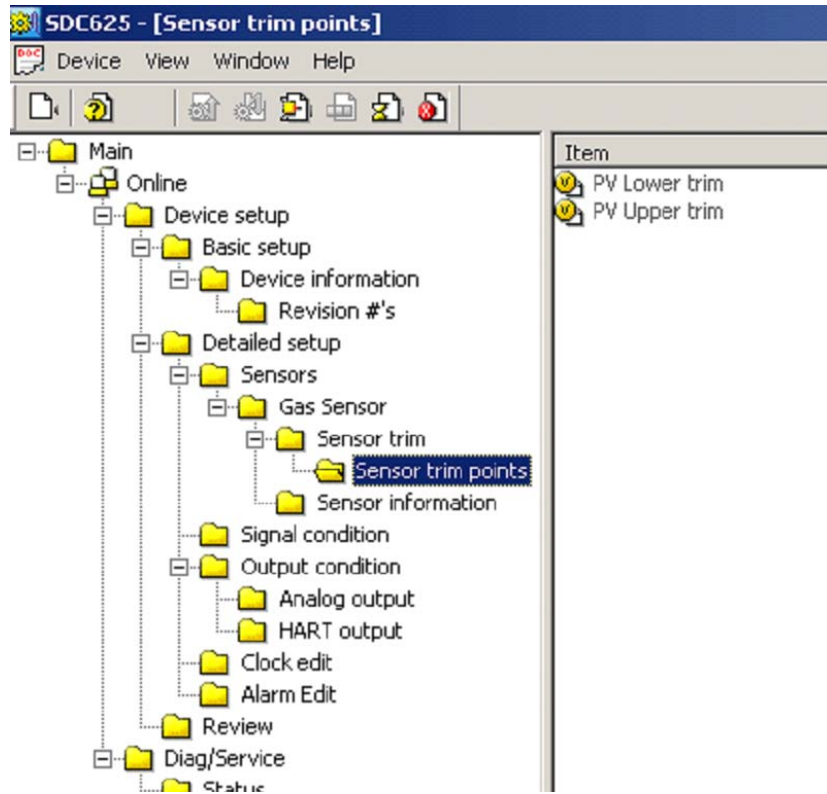 SDC625 - [Sensor trim points]
Device View Window Help
Main
Online
Device setup
Basic setup
Device information
Revision #'s
Detailed setup
Sensors
Gas Sensor
Sensor trim
Sensor trim points
Sensor information
Signal condition
Output condition
Analog output
HART output
Clock edit
Alarm Edit
Review
Diag/Service
Status
Item
PV Lower trim
PV Upper trim